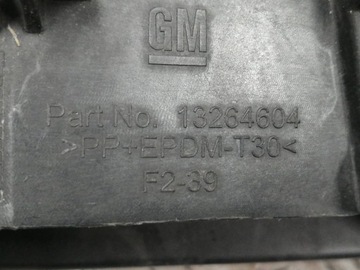 GM
Part No. 13264604
>PP+EPDM-T30<
F2-39